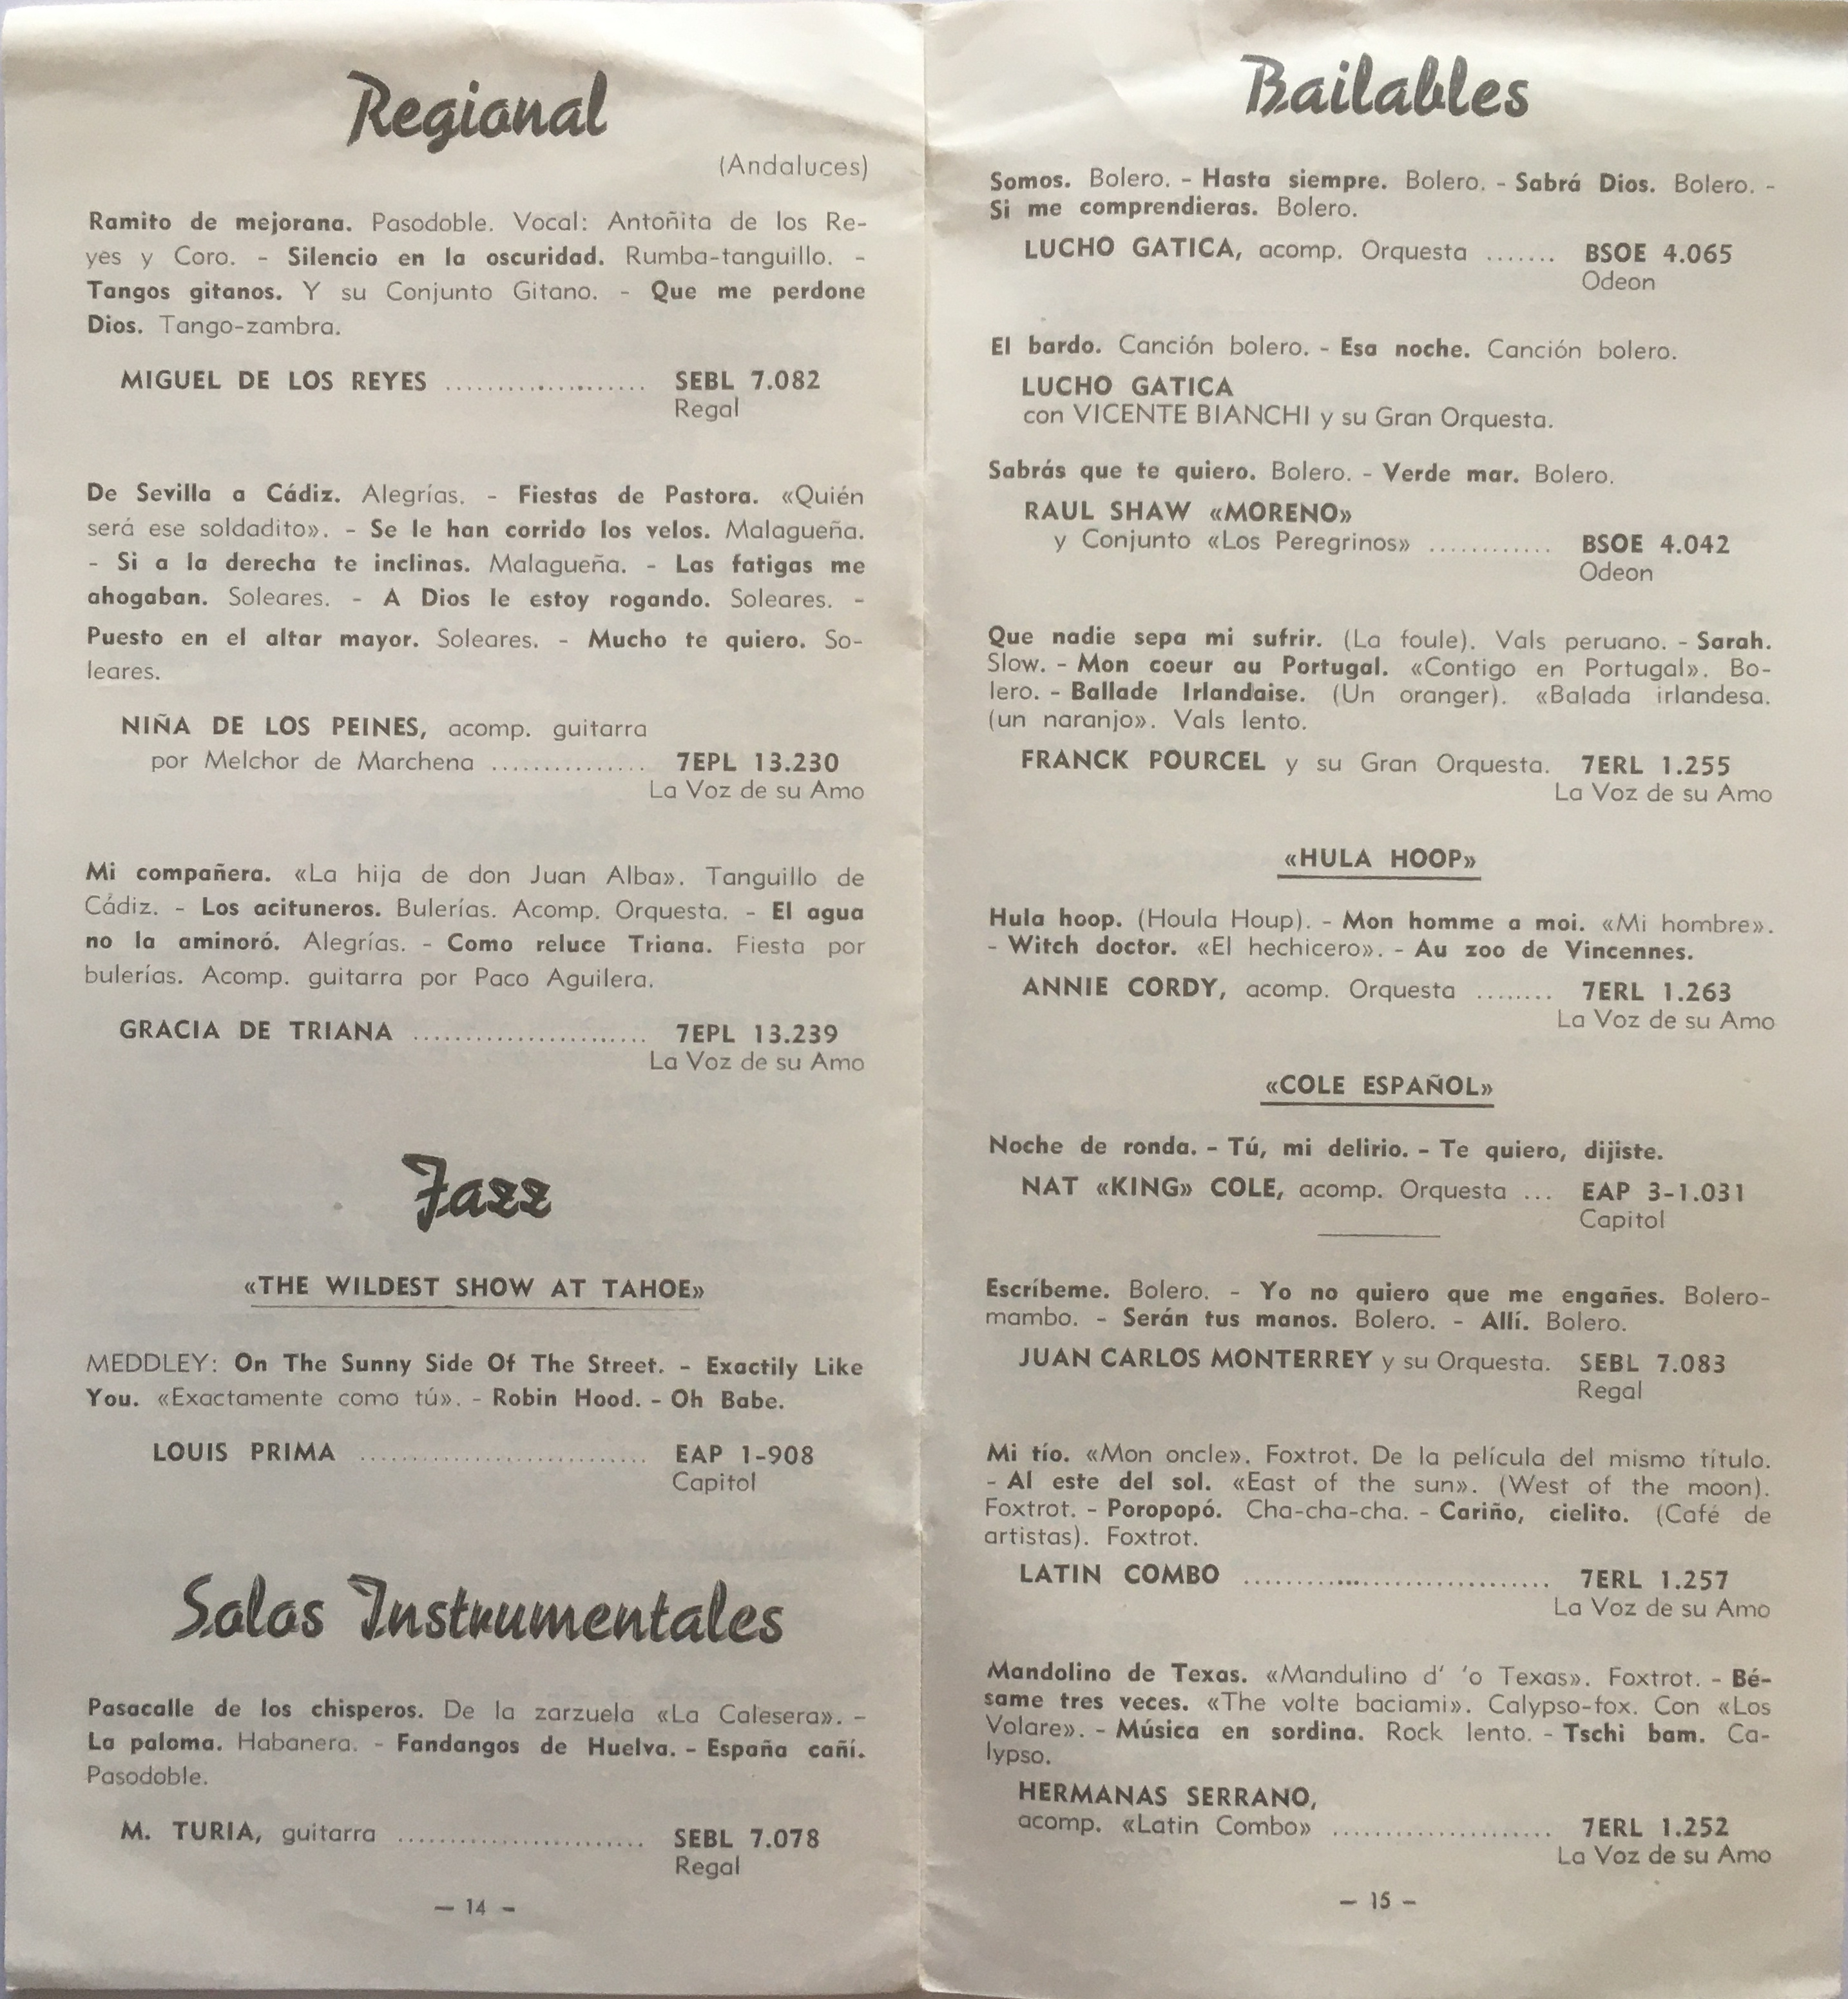 Regional
(Andaluces)
Ramito de mejorana. Pasodoble. Vocal: Antoñita de los Re-
yes y Coro. - Silencio en la oscuridad. Rumba-tanguillo. -
Tangos gitanos. Y su Conjunto Gitano. - Que me perdone
Dios. Tango-zambra.
MIGUEL DE LOS REYES ..................... SEBL 7.082
Regal
De Sevilla a Cádiz. Alegrías. - Fiestas de Pastora. «Quién
será ese soldadito». - Se le han corrido los velos. Malagueña.
- Si a la derecha te inclinas. Malagueña. - Las fatigas me
ahogaban. Soleares. - A Dios le estoy rogando. Soleares. -
Puesto en el altar mayor. Soleares. - Mucho te quiero. So-
leares.
NIÑA DE LOS PEINES, acomp. guitarra
por Melchor de Marchena ............... 7EPL 13.230
La Voz de su Amo
Mi compañera. «La hija de don Juan Alba». Tanguillo de
Cádiz. - Los acituneros. Bulerías. Acomp. Orquesta. - El agua
no la aminoró. Alegrías. - Como reluce Triana. Fiesta por
bulerías. Acomp. guitarra por Paco Aguilera.
GRACIA DE TRIANA ........................ 7EPL 13.239
La Voz de su Amo
Jazz
«THE WILDEST SHOW AT TAHOE»
MEDDLEY: On The Sunny Side Of The Street. - Exactily Like
You. «Exactamente como tú». - Robin Hood. - Oh Babe.
LOUIS PRIMA ............................. EAP 1-908
Capitol
Solos Instrumentales
Pasacalle de los chisperos. De la zarzuela «La Calesera». -
La paloma. Habanera. - Fandangos de Huelva. - España cañí.
Pasodoble.
M. TURIA, guitarra ......................... SEBL 7.078
Regal
— 14 —
Bailables
Somos. Bolero. - Hasta siempre. Bolero. - Sabrá Dios. Bolero. -
Si me comprendieras. Bolero.
LUCHO GATICA, acomp. Orquesta ....... BSOE 4.065
Odeon
El bardo. Canción bolero. - Esa noche. Canción bolero.
LUCHO GATICA
con VICENTE BIANCHI y su Gran Orquesta.
Sabrás que te quiero. Bolero. - Verde mar. Bolero.
RAUL SHAW «MORENO»
y Conjunto «Los Peregrinos» ............ BSOE 4.042
Odeon
Que nadie sepa mi sufrir. (La foule). Vals peruano. - Sarah.
Slow. - Mon coeur au Portugal. «Contigo en Portugal». Bo-
lero. - Ballade Irlandaise. (Un oranger). «Balada irlandesa.
(un naranjo». Vals lento.
FRANCK POURCEL y su Gran Orquesta. 7ERL 1.255
La Voz de su Amo
«HULA HOOP»
Hula hoop. (Houla Houp). - Mon homme a moi. «Mi hombre».
- Witch doctor. «El hechicero». - Au zoo de Vincennes.
ANNIE CORDY, acomp. Orquesta ........ 7ERL 1.263
La Voz de su Amo
«COLE ESPAÑOL»
Noche de ronda. - Tú, mi delirio. - Te quiero, dijiste.
NAT «KING» COLE, acomp. Orquesta ... EAP 3-1.031
Capitol
Escríbeme. Bolero. - Yo no quiero que me engañes. Bolero-
mambo. - Serán tus manos. Bolero. - Allí. Bolero.
JUAN CARLOS MONTERREY y su Orquesta. SEBL 7.083
Regal
Mi tío. «Mon oncle». Foxtrot. De la película del mismo título.
- Al este del sol. «East of the sun». (West of the moon).
Foxtrot. - Poropopó. Cha-cha-cha. - Cariño, cielito. (Café de
artistas). Foxtrot.
LATIN COMBO ................................. 7ERL 1.257
La Voz de su Amo
Mandolino de Texas. «Mandulino d' 'o Texas». Foxtrot. - Bé-
same tres veces. «The volte baciami». Calypso-fox. Con «Los
Volare». - Música en sordina. Rock lento. - Tschi bam. Ca-
lypso.
HERMANAS SERRANO,
acomp. «Latin Combo» ...................... 7ERL 1.252
La Voz de su Amo
— 15 —